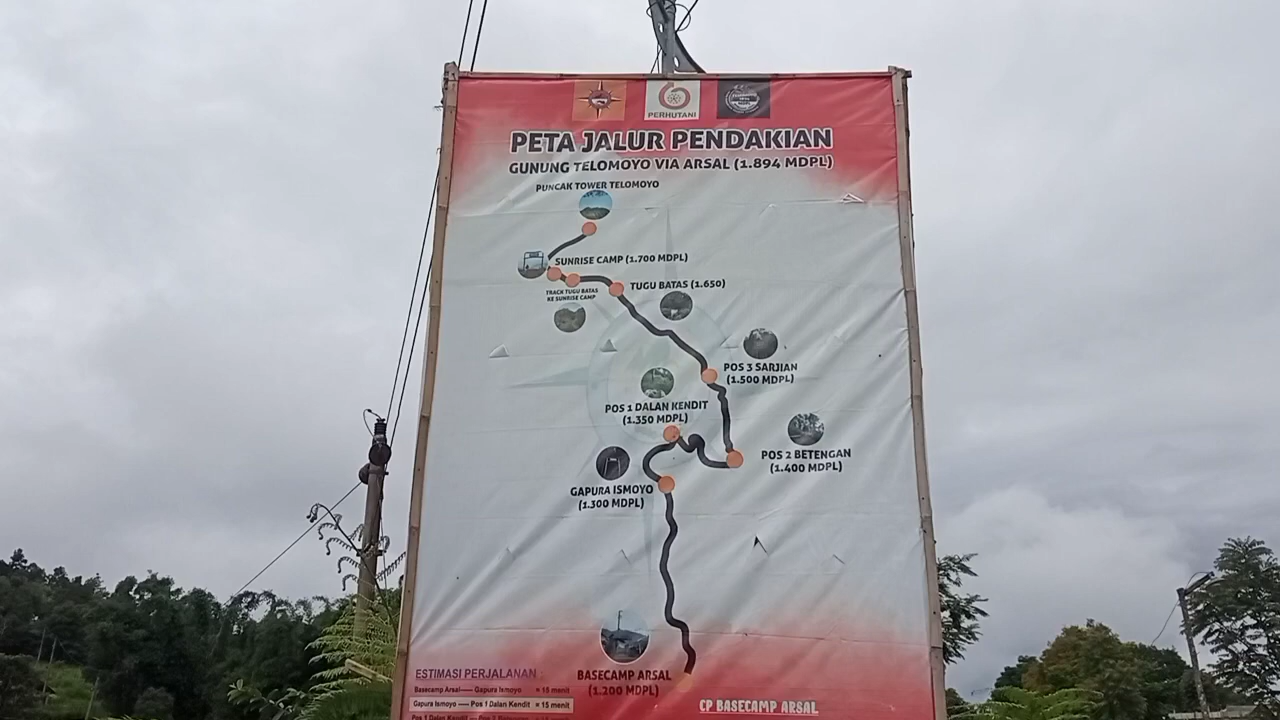 PERHUTANI
PETA JALUR PENDAKIAN
GUNUNG TELOMOYO VIA ARSAL (1.894 MDPL)
PUNCAK TOWER TELOMOYO
SUNRISE CAMP (1.700 MDPL)
TRACK TUGU BATAS
KE SUNRISE CAMP
TUGU BATAS (1.650)
POS 3 SARJIAN
(1.500 MDPL)
POS 1 DALAN KENDIT
(1.350 MDPL)
POS 2 BETENGAN
(1.400 MDPL)
GAPURA ISMOYO
(1.300 MDPL)
BASECAMP ARSAL
(1.200 MDPL)
ESTIMASI PERJALANAN
Basecamp Arsal — Gapura Ismoyo = 15 menit
Gapura Ismoyo — Pos 1 Dalan Kendit = 15 menit
CP BASECAMP ARSAL